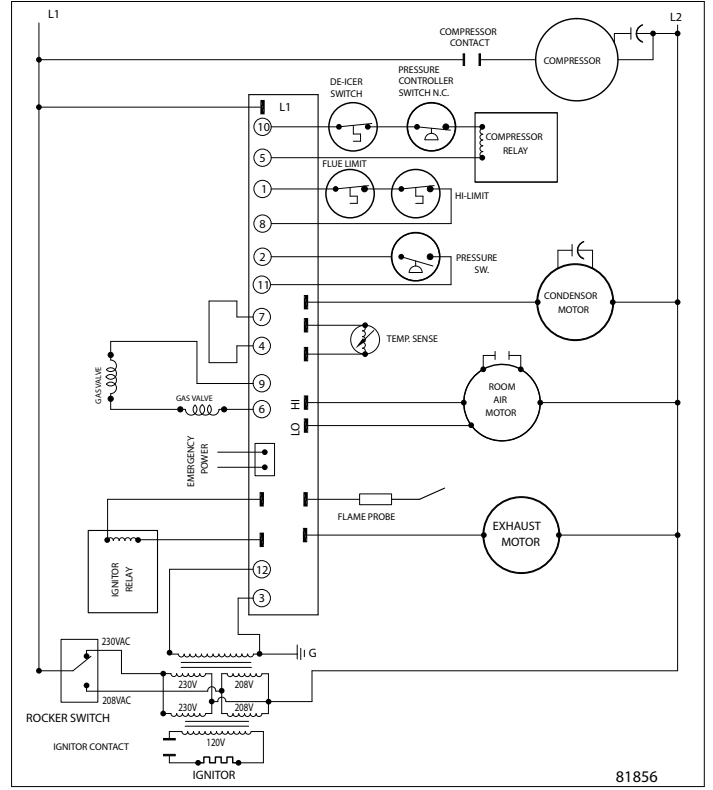 L1
L2
COMPRESSOR
CONTACT
COMPRESSOR
DE-ICER
SWITCH
PRESSURE
CONTROLLER
SWITCH N.C.
L1
10
COMPRESSOR
RELAY
5
FLUE LIMIT
1
HI-LIMIT
8
2
PRESSURE
SW.
11
CONDENSOR
MOTOR
7
TEMP. SENSE
4
GAS VALVE
9
ROOM
AIR
MOTOR
GAS VALVE
6
HI
LO
EMERGENCY
POWER
FLAME PROBE
EXHAUST
MOTOR
IGNITOR
RELAY
12
3
G
230VAC
230V
208V
208VAC
230V
208V
ROCKER SWITCH
120V
IGNITOR CONTACT
IGNITOR
81856